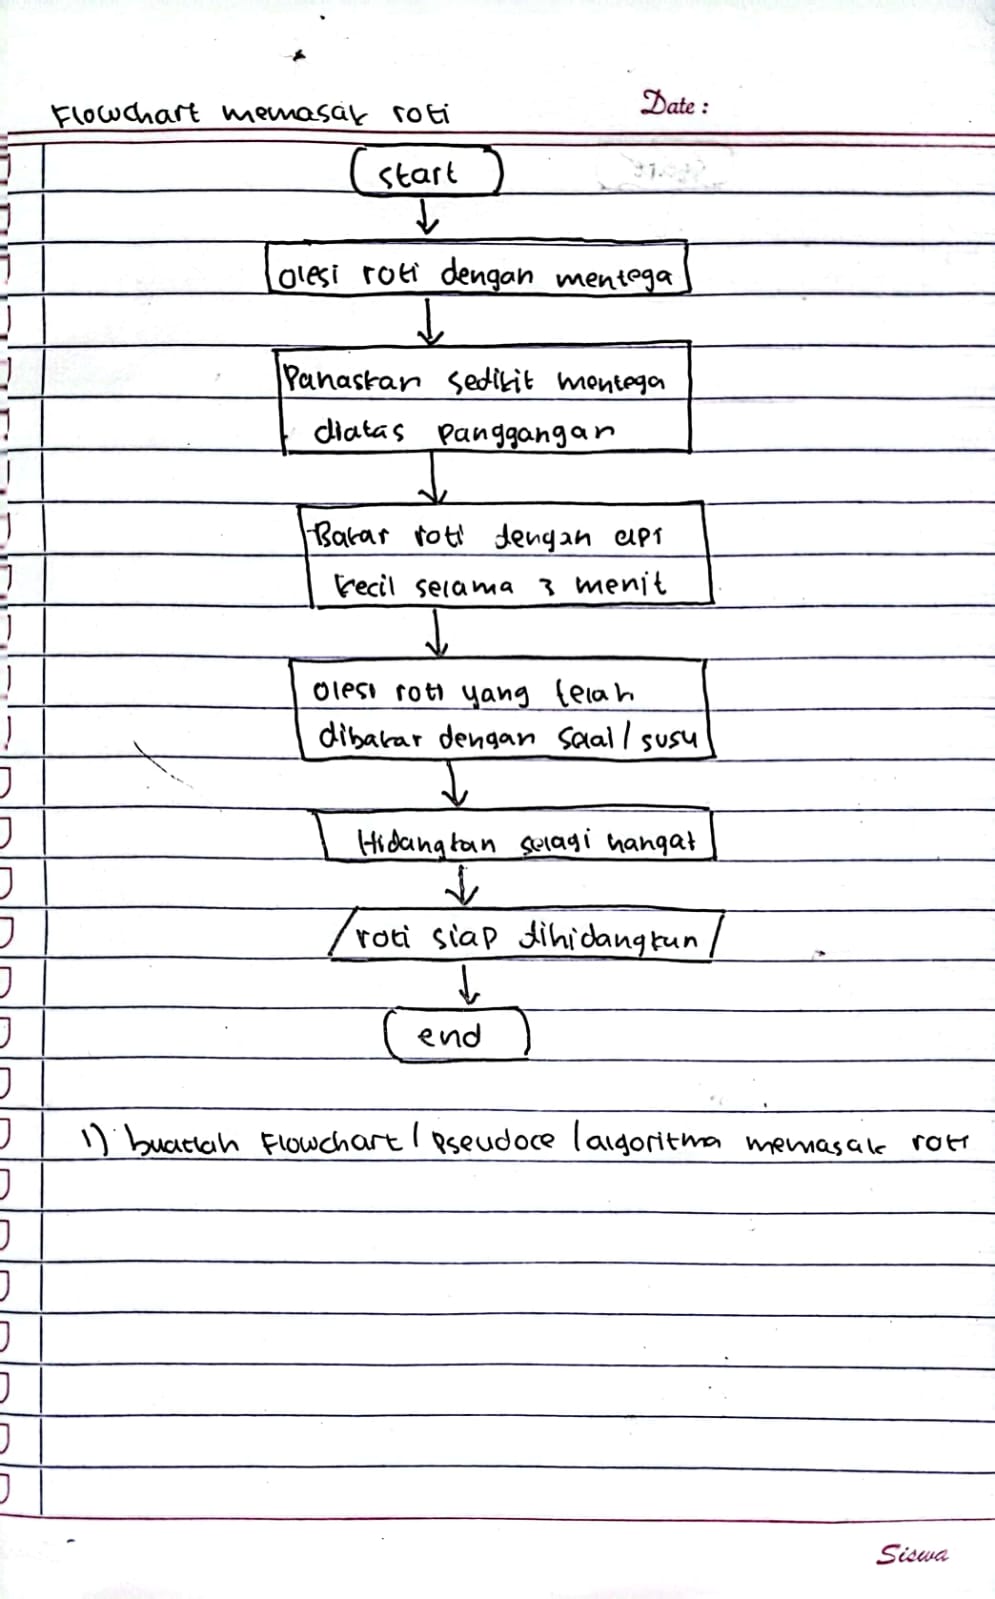 Flowchart memasak roti
Date :
start
olesi roti dengan mentega
Panaskan sedikit mentega
diatas panggangan
Bakar roti dengan api
kecil selama 3 menit
olesi roti yang telah
dibakar dengan selai / susu
Hidangkan selagi hangat
roti siap dihidangkan
end
1) buatlah Flowchart / Pseudoce / algoritma memasak roti
Siswa